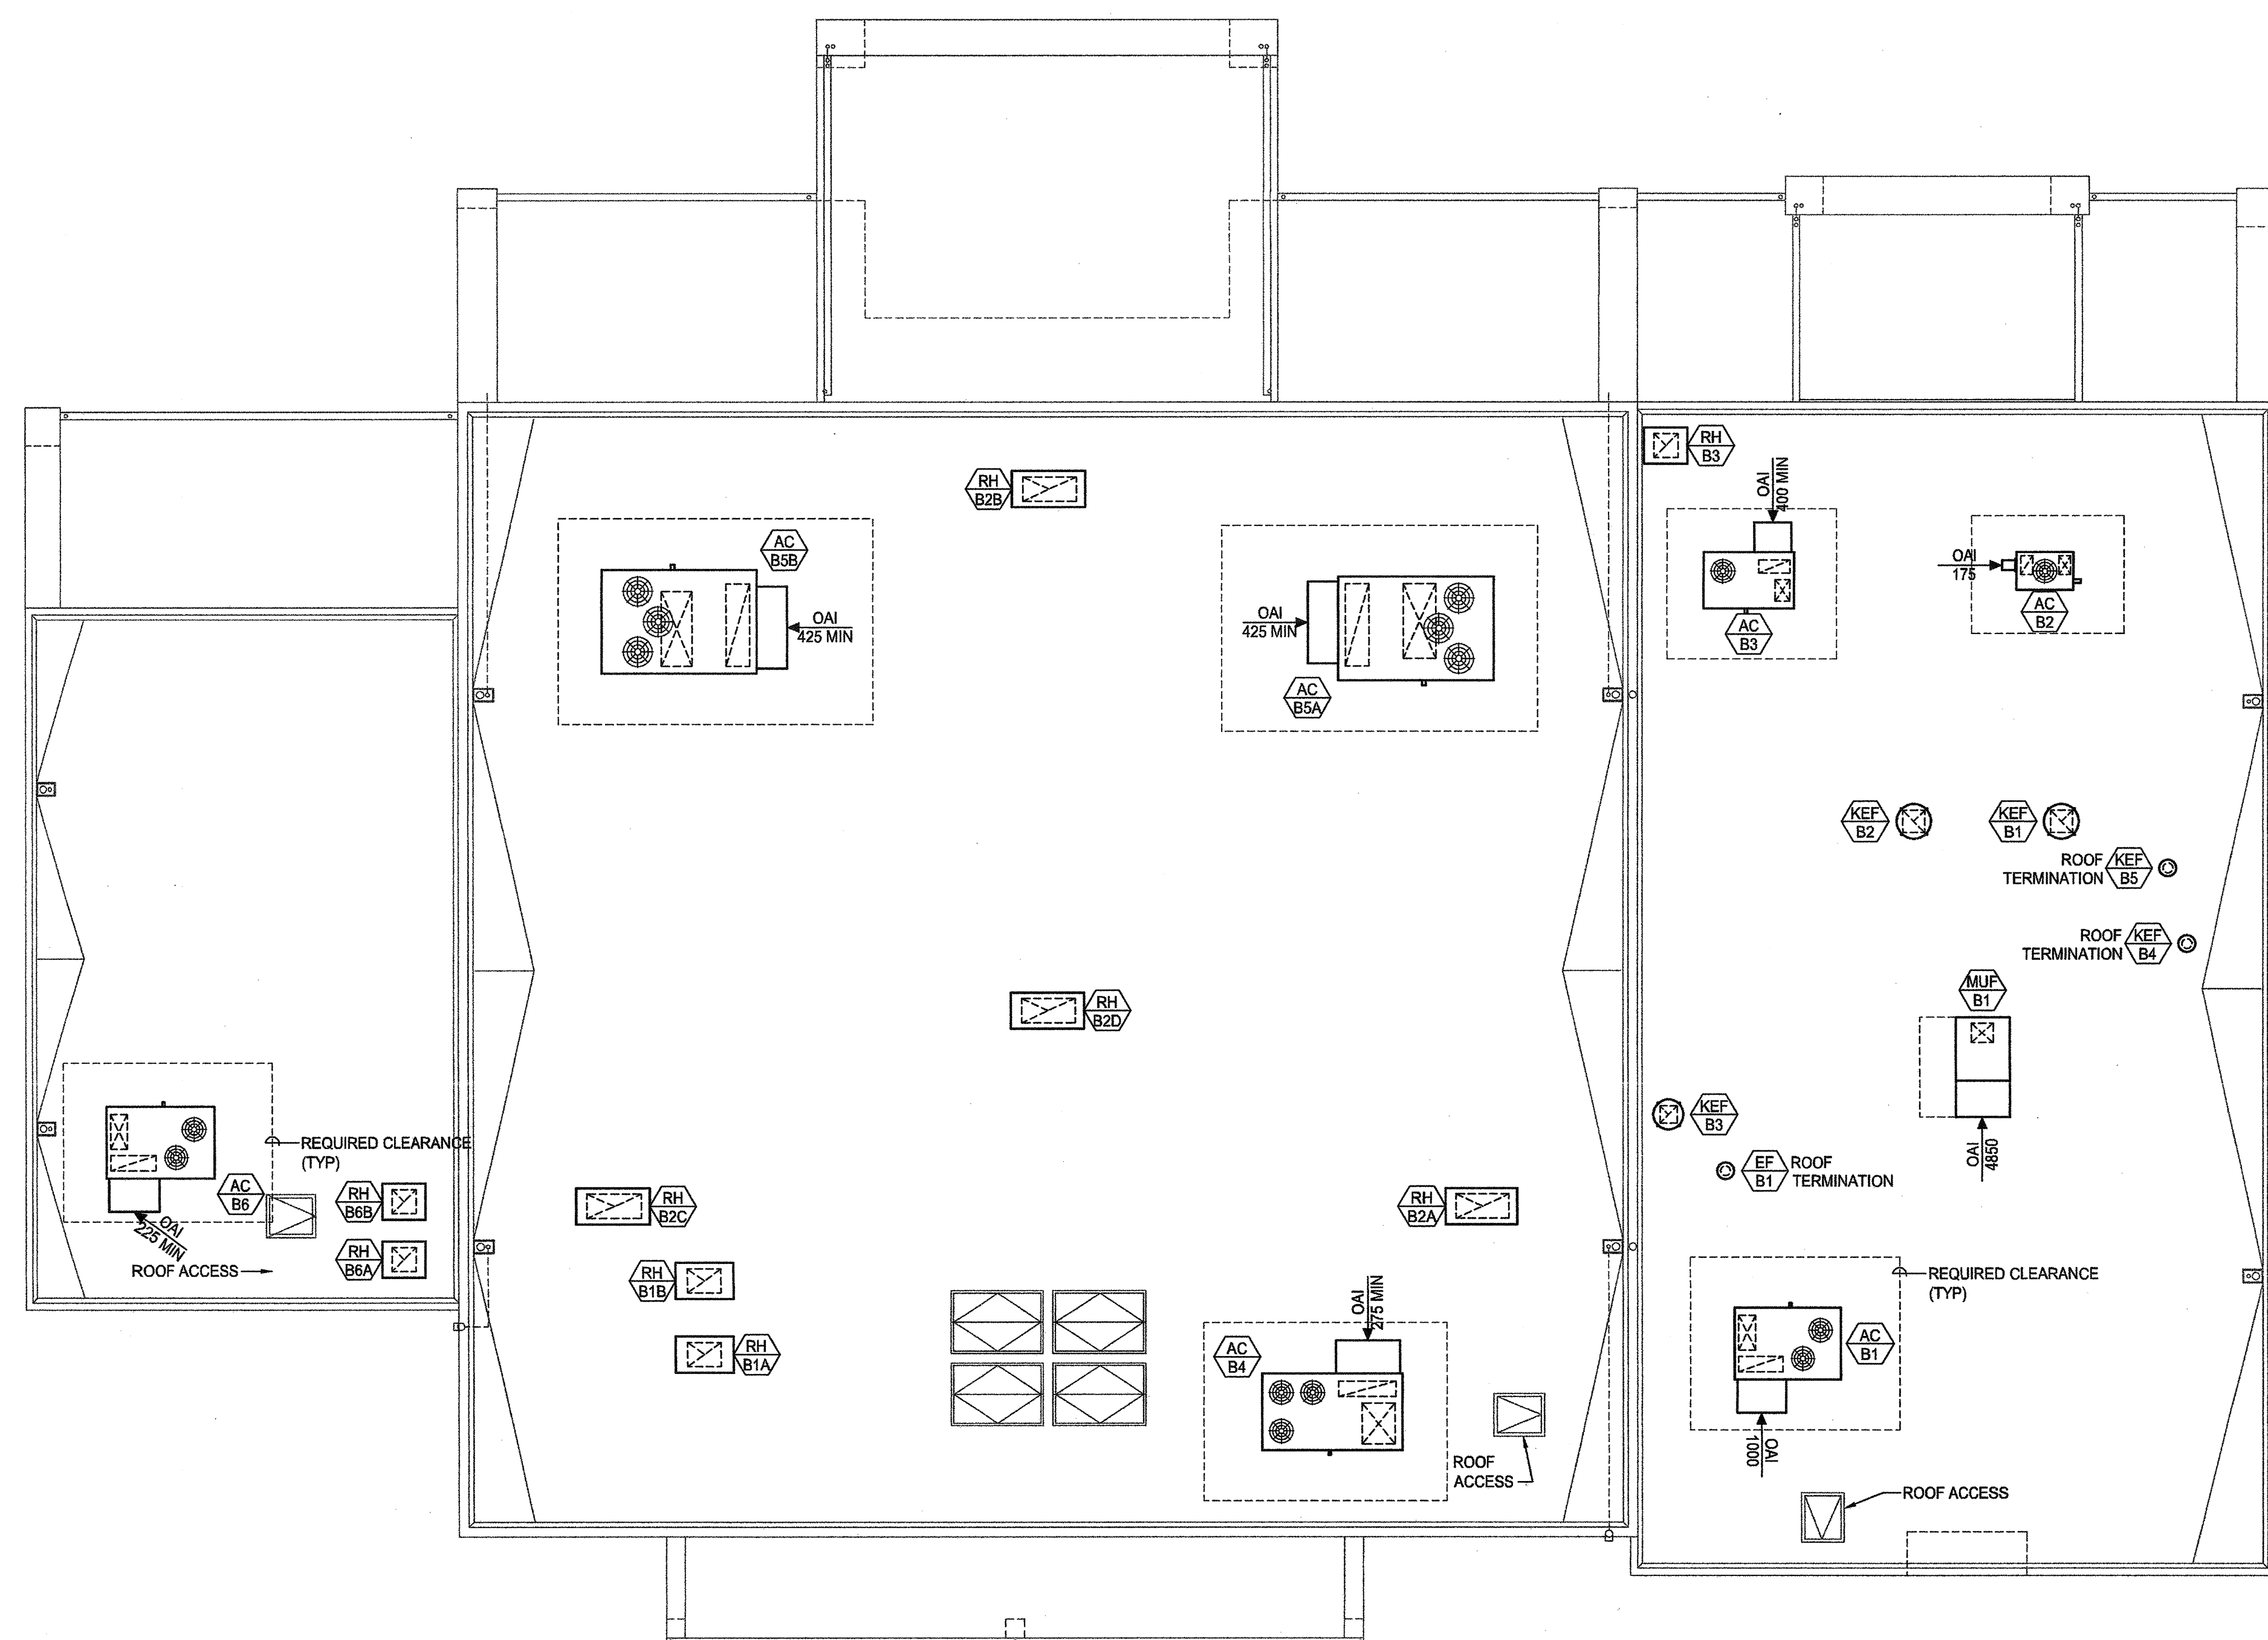 RH
B3
OAI
400 MIN
RH
B2B
AC
B5B
OAI
425 MIN
OAI
425 MIN
AC
B5A
AC
B3
OAI
175
AC
B2
KEF
B2
KEF
B1
ROOF
TERMINATION
KEF
B5
ROOF
TERMINATION
KEF
B4
MUF
B1
RH
B2D
OAI
4850
KEF
B3
EF
B1
ROOF
TERMINATION
REQUIRED CLEARANCE
(TYP)
AC
B6
RH
B6B
OAI
225 MIN
ROOF ACCESS
RH
B6A
RH
B2C
RH
B2A
RH
B1B
RH
B1A
OAI
275 MIN
AC
B4
ROOF
ACCESS
REQUIRED CLEARANCE
(TYP)
AC
B1
OAI
1000
ROOF ACCESS